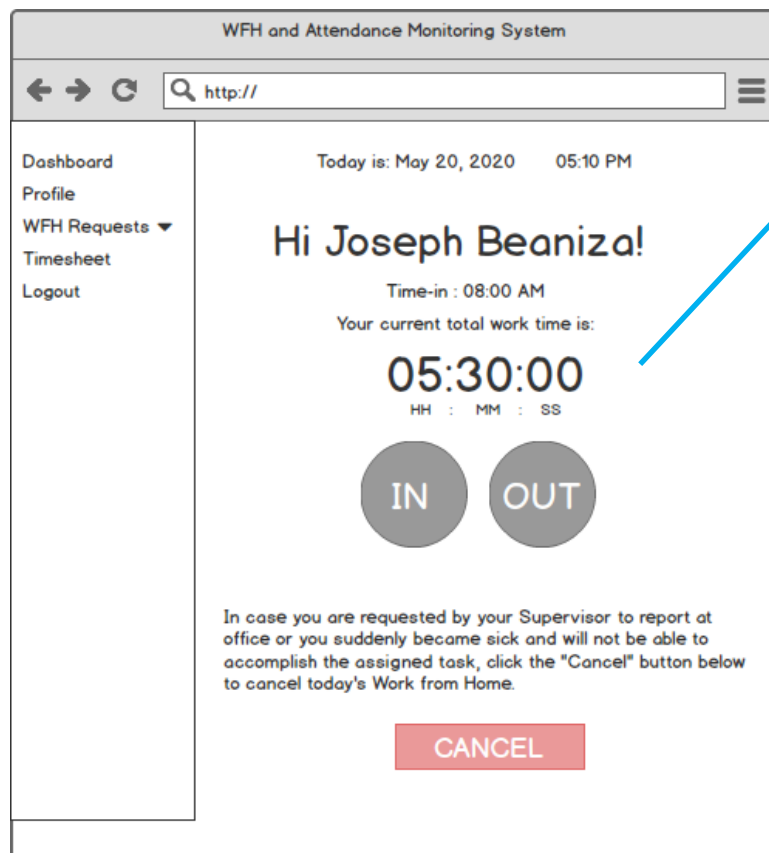 WFH and Attendance Monitoring System
http://
Dashboard
Profile
WFH Requests
Timesheet
Logout
Today is: May 20, 2020 05:10 PM
Hi Joseph Beaniza!
Time-in : 08:00 AM
Your current total work time is:
05:30:00
HH : MM : SS
IN OUT
In case you are requested by your Supervisor to report at
office or you suddenly became sick and will not be able to
accomplish the assigned task, click the "Cancel" button below
to cancel today's Work from Home.
CANCEL